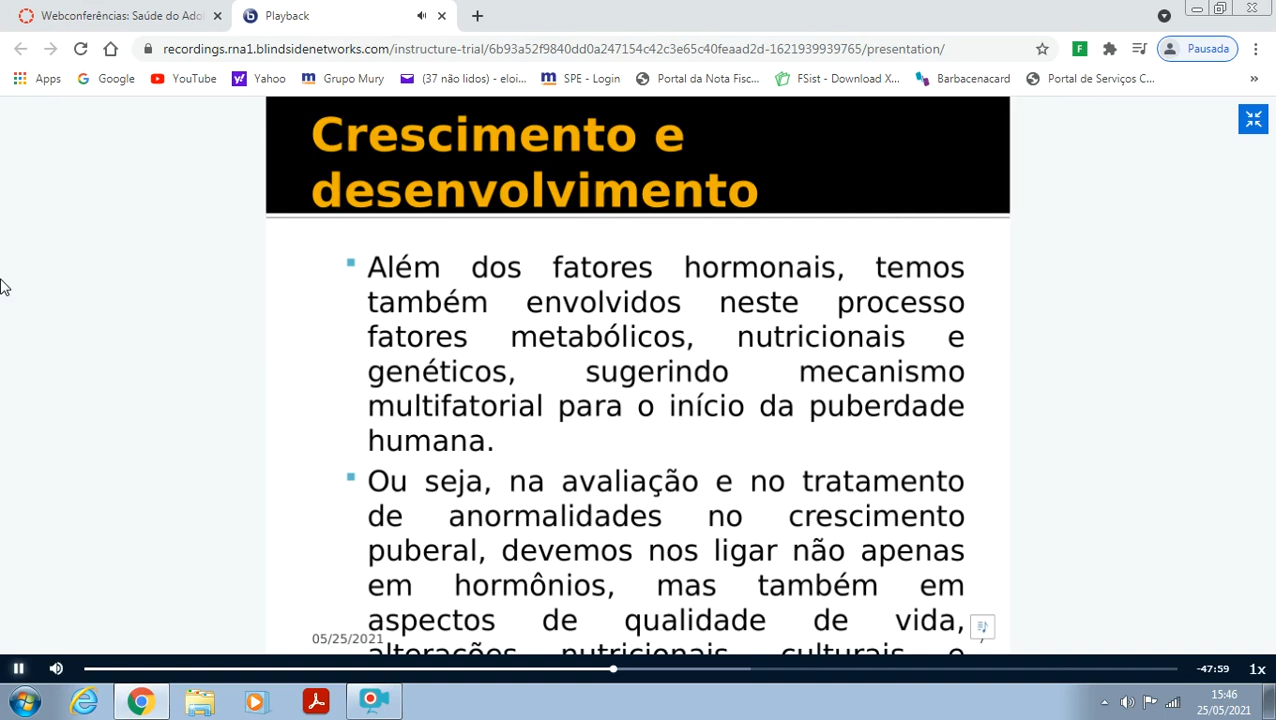 Webconferências: Saúde do Ado
Playback
recordings.rna1.blindsidenetworks.com/instructure-trial/6b93a52f9840dd0a247154c42c3e65c40feaad2d-1621939939765/presentation/
Pausada
Apps
Google
YouTube
Yahoo
Grupo Mury
(37 não lidos) - eloi...
SPE - Login
Portal da Nota Fisc...
FSist - Download X...
Barbacenacard
Portal de Serviços C...
»
Crescimento e
desenvolvimento
Além dos fatores hormonais, temos
também envolvidos neste processo
fatores metabólicos, nutricionais e
genéticos, sugerindo mecanismo
multifatorial para o início da puberdade
humana.
Ou seja, na avaliação e no tratamento
de anormalidades no crescimento
puberal, devemos nos ligar não apenas
em hormônios, mas também em
aspectos de qualidade de vida,
alterações nutricionais, culturais e
05/25/2021
-47:59
1x
15:46
25/05/2021